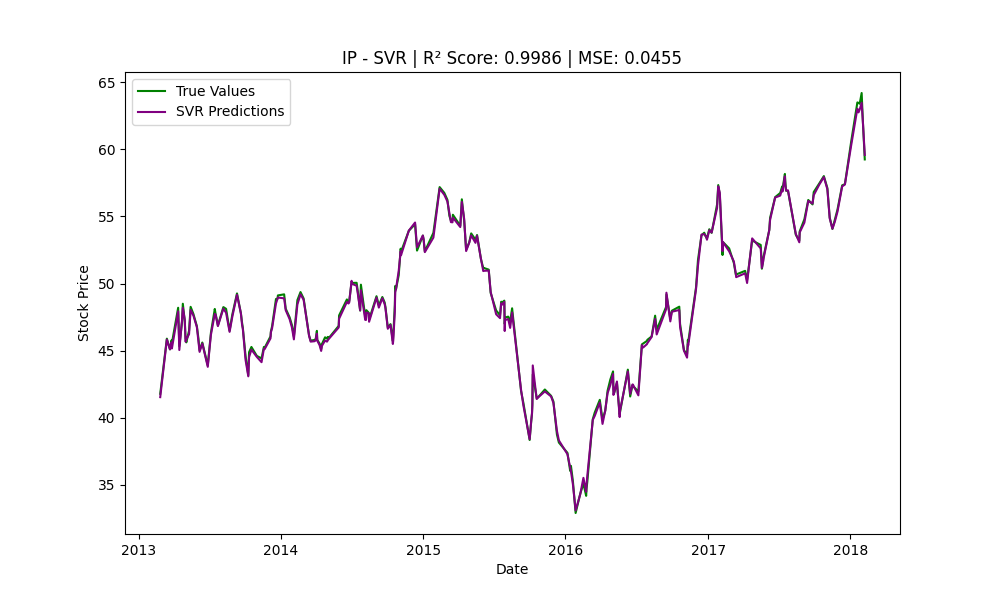 IP - SVR | R² Score: 0.9986 | MSE: 0.0455
True Values
SVR Predictions
Stock Price
65
60
55
50
45
40
35
2013
2014
2015
2016
2017
2018
Date